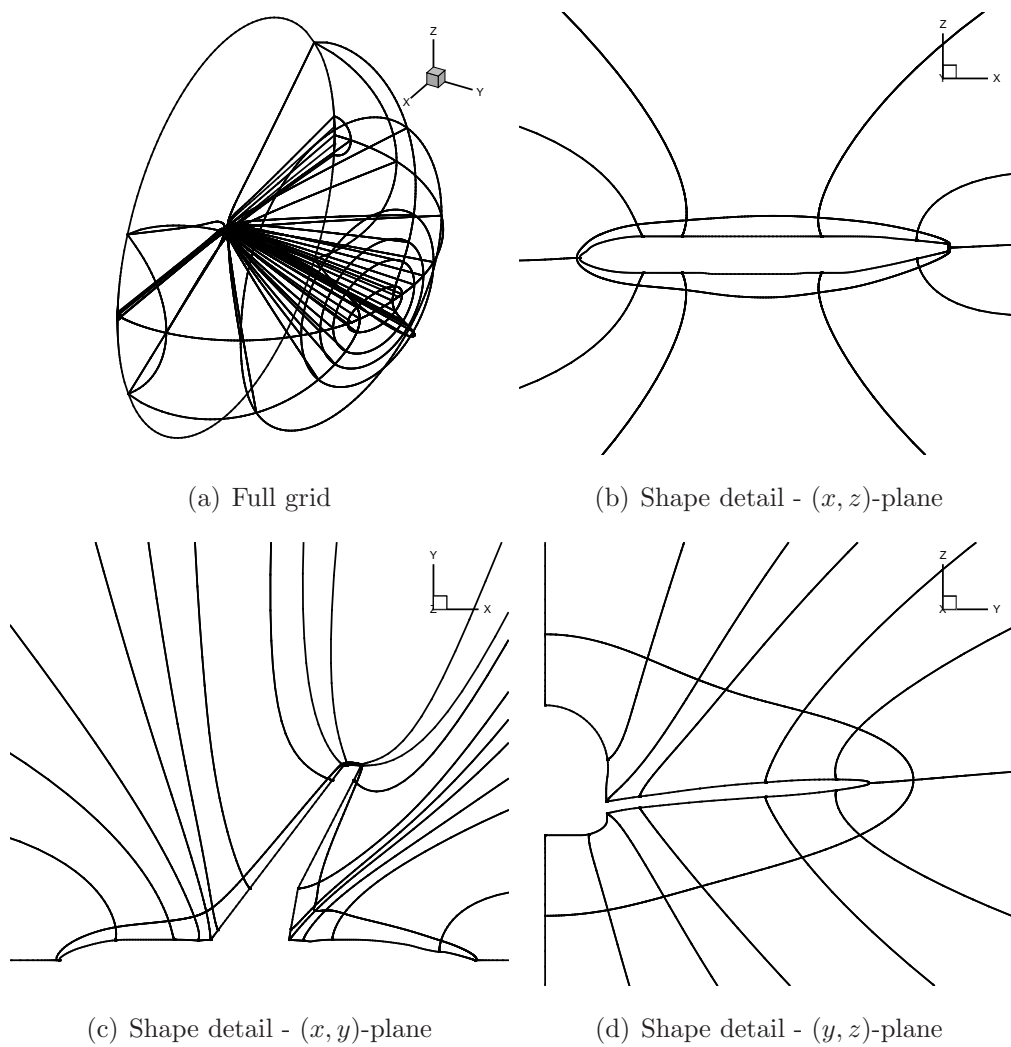 Z
X
Y
Z
Y
X
(a) Full grid
(b) Shape detail - (x, z)-plane
Y
Z
X
Z
X
Y
(c) Shape detail - (x, y)-plane
(d) Shape detail - (y, z)-plane